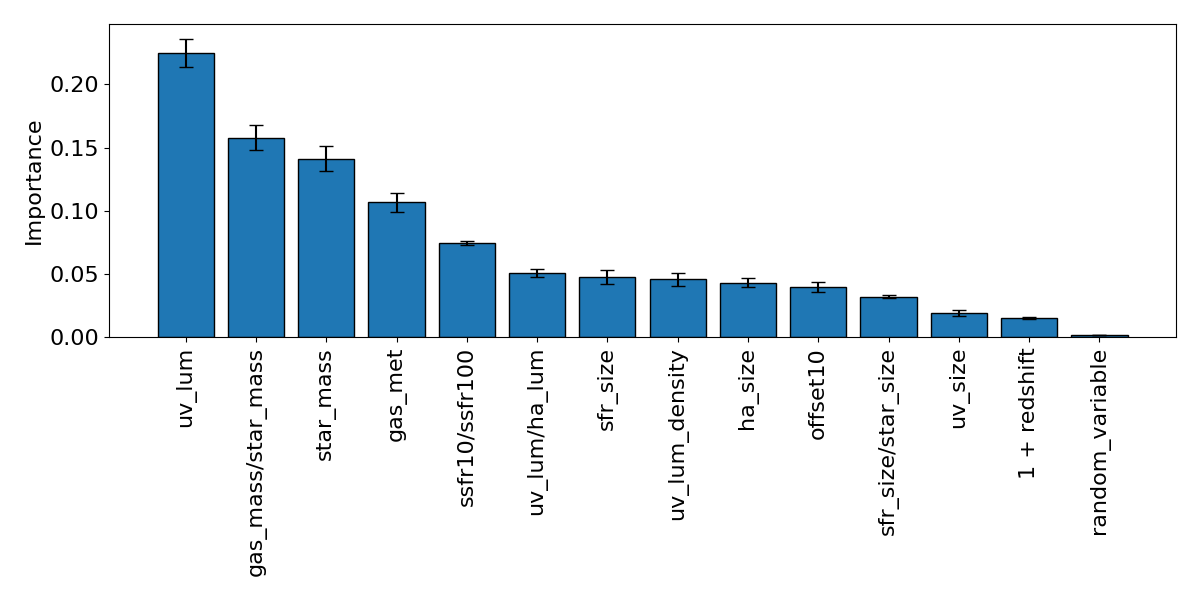 Importance
0.20
0.15
0.10
0.05
0.00
uv_lum
gas_mass/star_mass
star_mass
gas_met
ssfr10/ssfr100
uv_lum/ha_lum
sfr_size
uv_lum_density
ha_size
offset10
sfr_size/star_size
uv_size
1 + redshift
random_variable